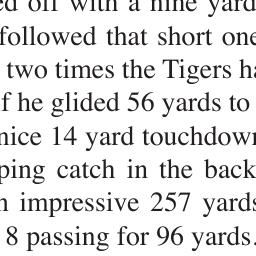 ed off with a nine yard
followed that short one
two times the Tigers ha
f he glided 56 yards to
nice 14 yard touchdown
ping catch in the back
n impressive 257 yards
8 passing for 96 yards.